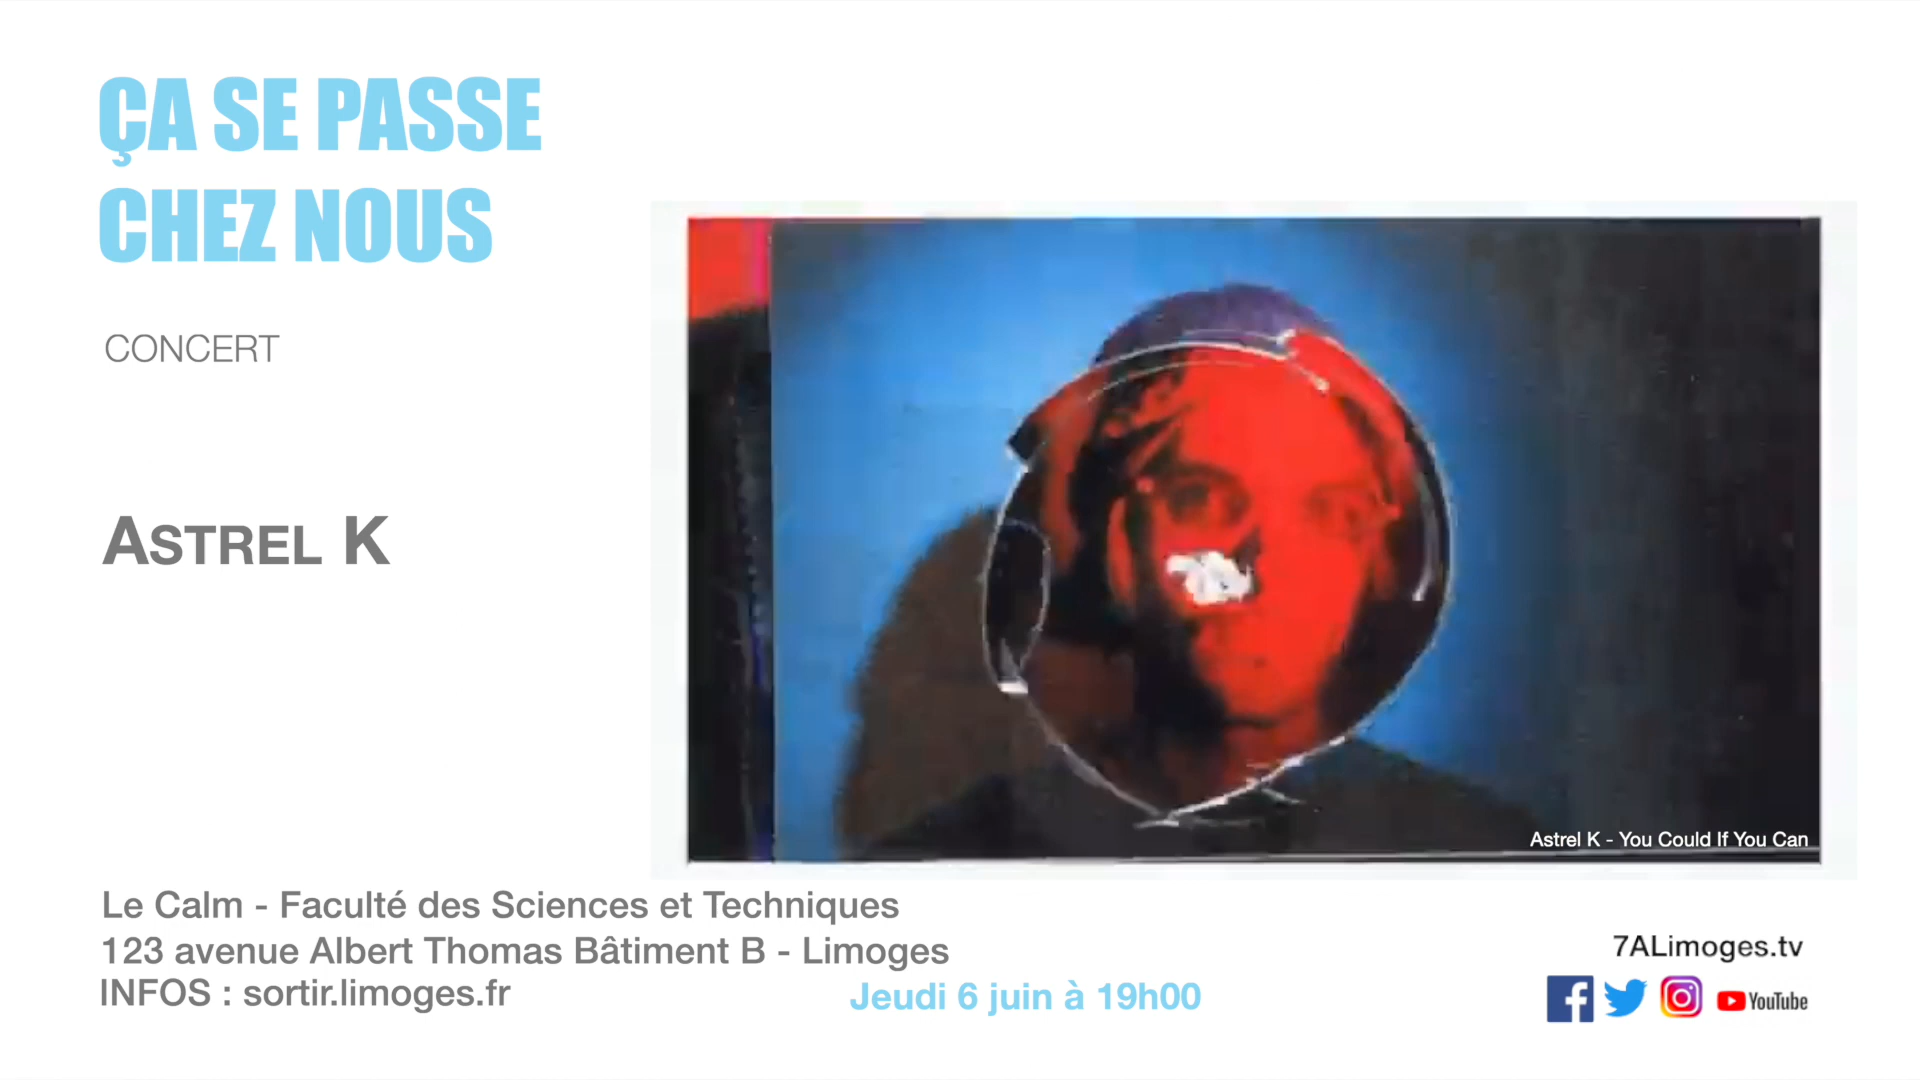 ÇA SE PASSE
CHEZ NOUS
CONCERT
ASTREL K
Astrel K - You Could If You Can
Le Calm - Faculté des Sciences et Techniques
123 avenue Albert Thomas Bâtiment B - Limoges
INFOS : sortir.limoges.fr
Jeudi 6 juin à 19h00
7ALimoges.tv
YouTube